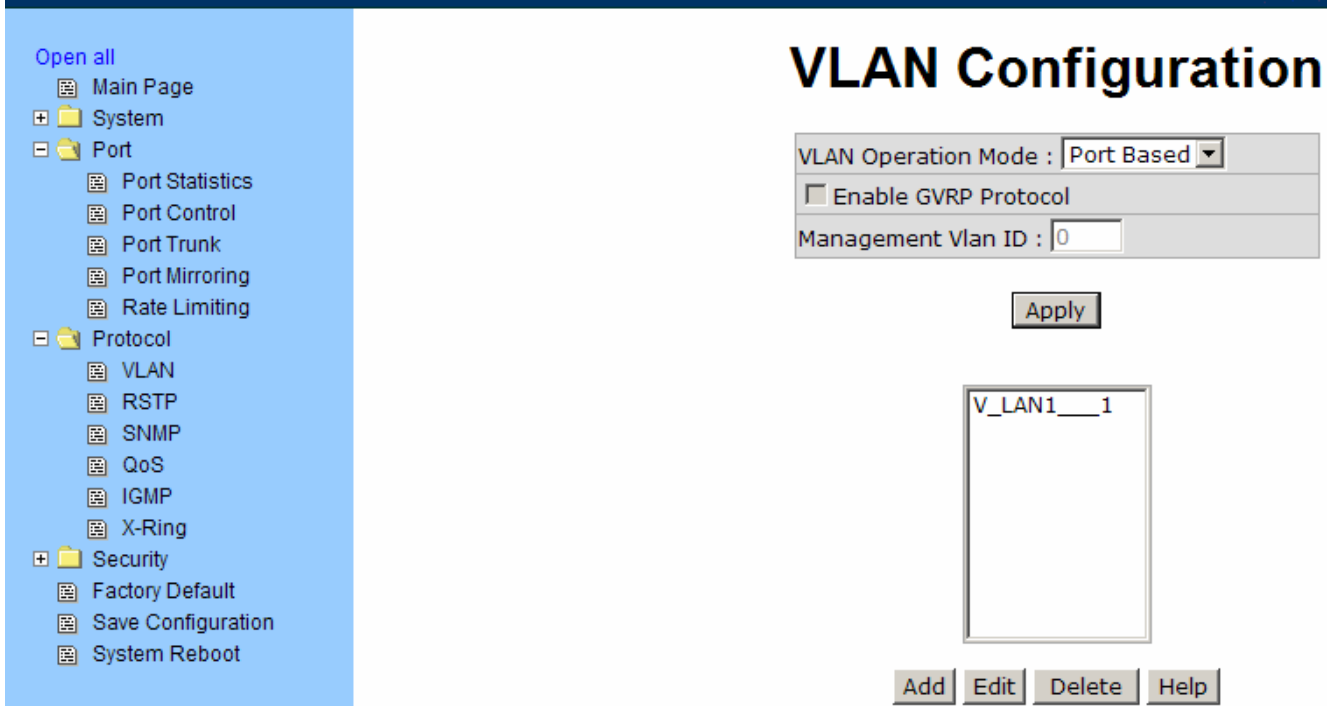 Open all
Main Page
System
Port
Port Statistics
Port Control
Port Trunk
Port Mirroring
Rate Limiting
Protocol
VLAN
RSTP
SNMP
QoS
IGMP
X-Ring
Security
Factory Default
Save Configuration
System Reboot
VLAN Configuration
VLAN Operation Mode : Port Based
Enable GVRP Protocol
Management Vlan ID : 0
Apply
V_LAN1___1
Add Edit Delete Help